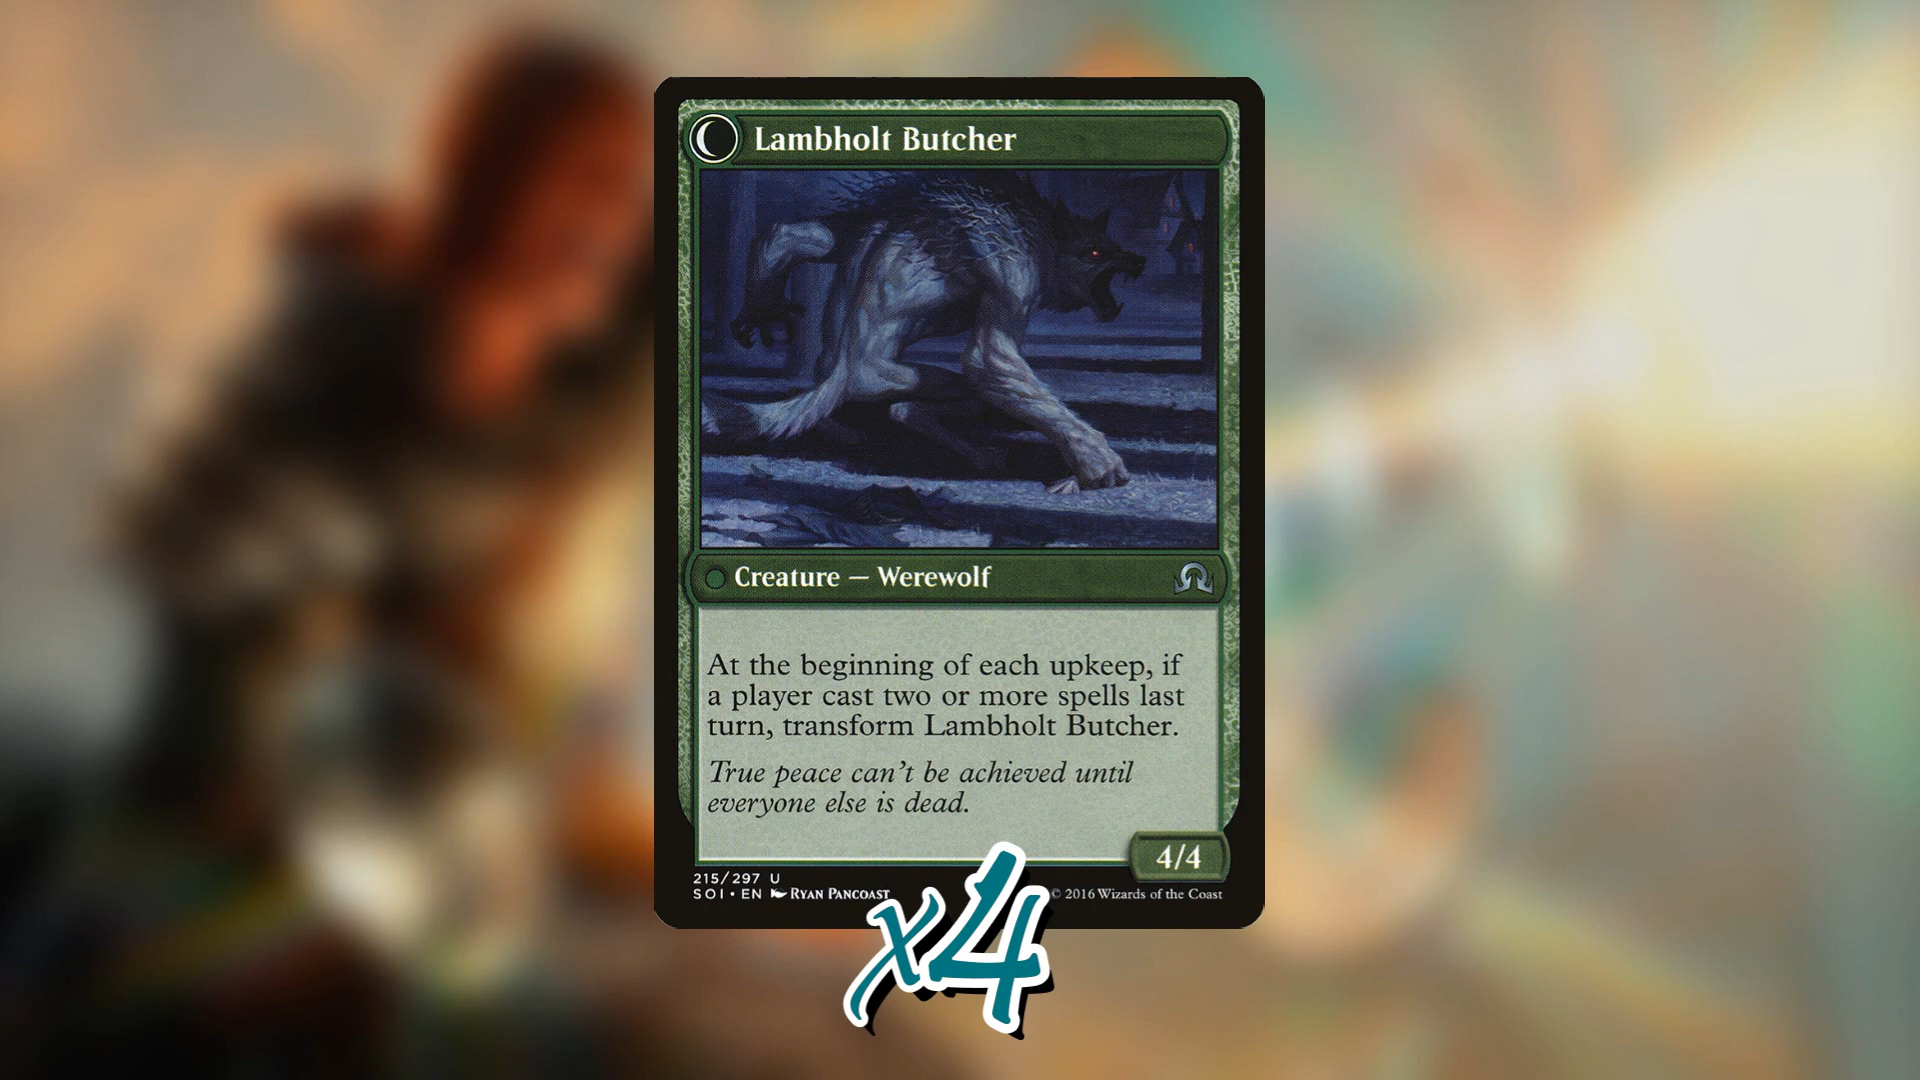 Lambholt Butcher
Creature — Werewolf
At the beginning of each upkeep, if
a player cast two or more spells last
turn, transform Lambholt Butcher.
True peace can't be achieved until
everyone else is dead.
4/4
215/297 U
SOI • EN Ryan Pancoast
© 2016 Wizards of the Coast
x4